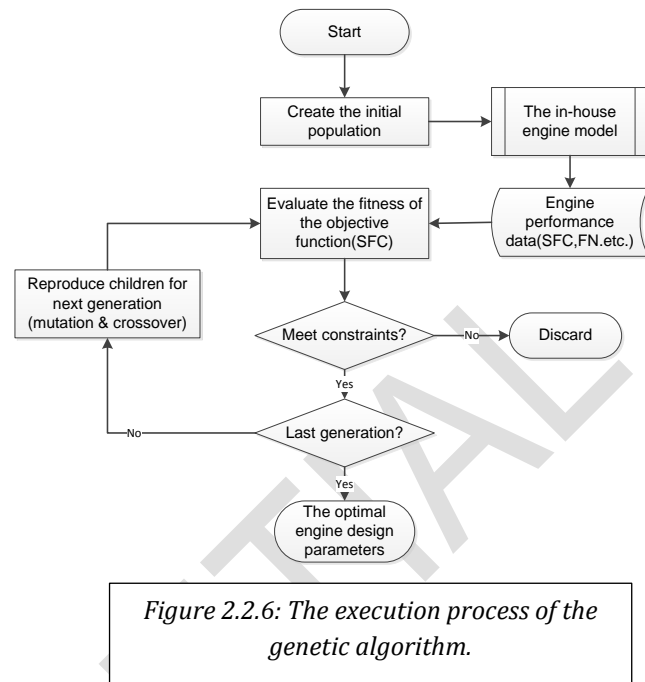 Start
Create the initial
population
The in-house
engine model
Evaluate the fitness of
the objective
function(SFC)
Engine
performance
data(SFC,FN.etc.)
Reproduce children for
next generation
(mutation & crossover)
Meet constraints?
No
Discard
Yes
Last generation?
No
Yes
The optimal
engine design
parameters
Figure 2.2.6: The execution process of the
genetic algorithm.